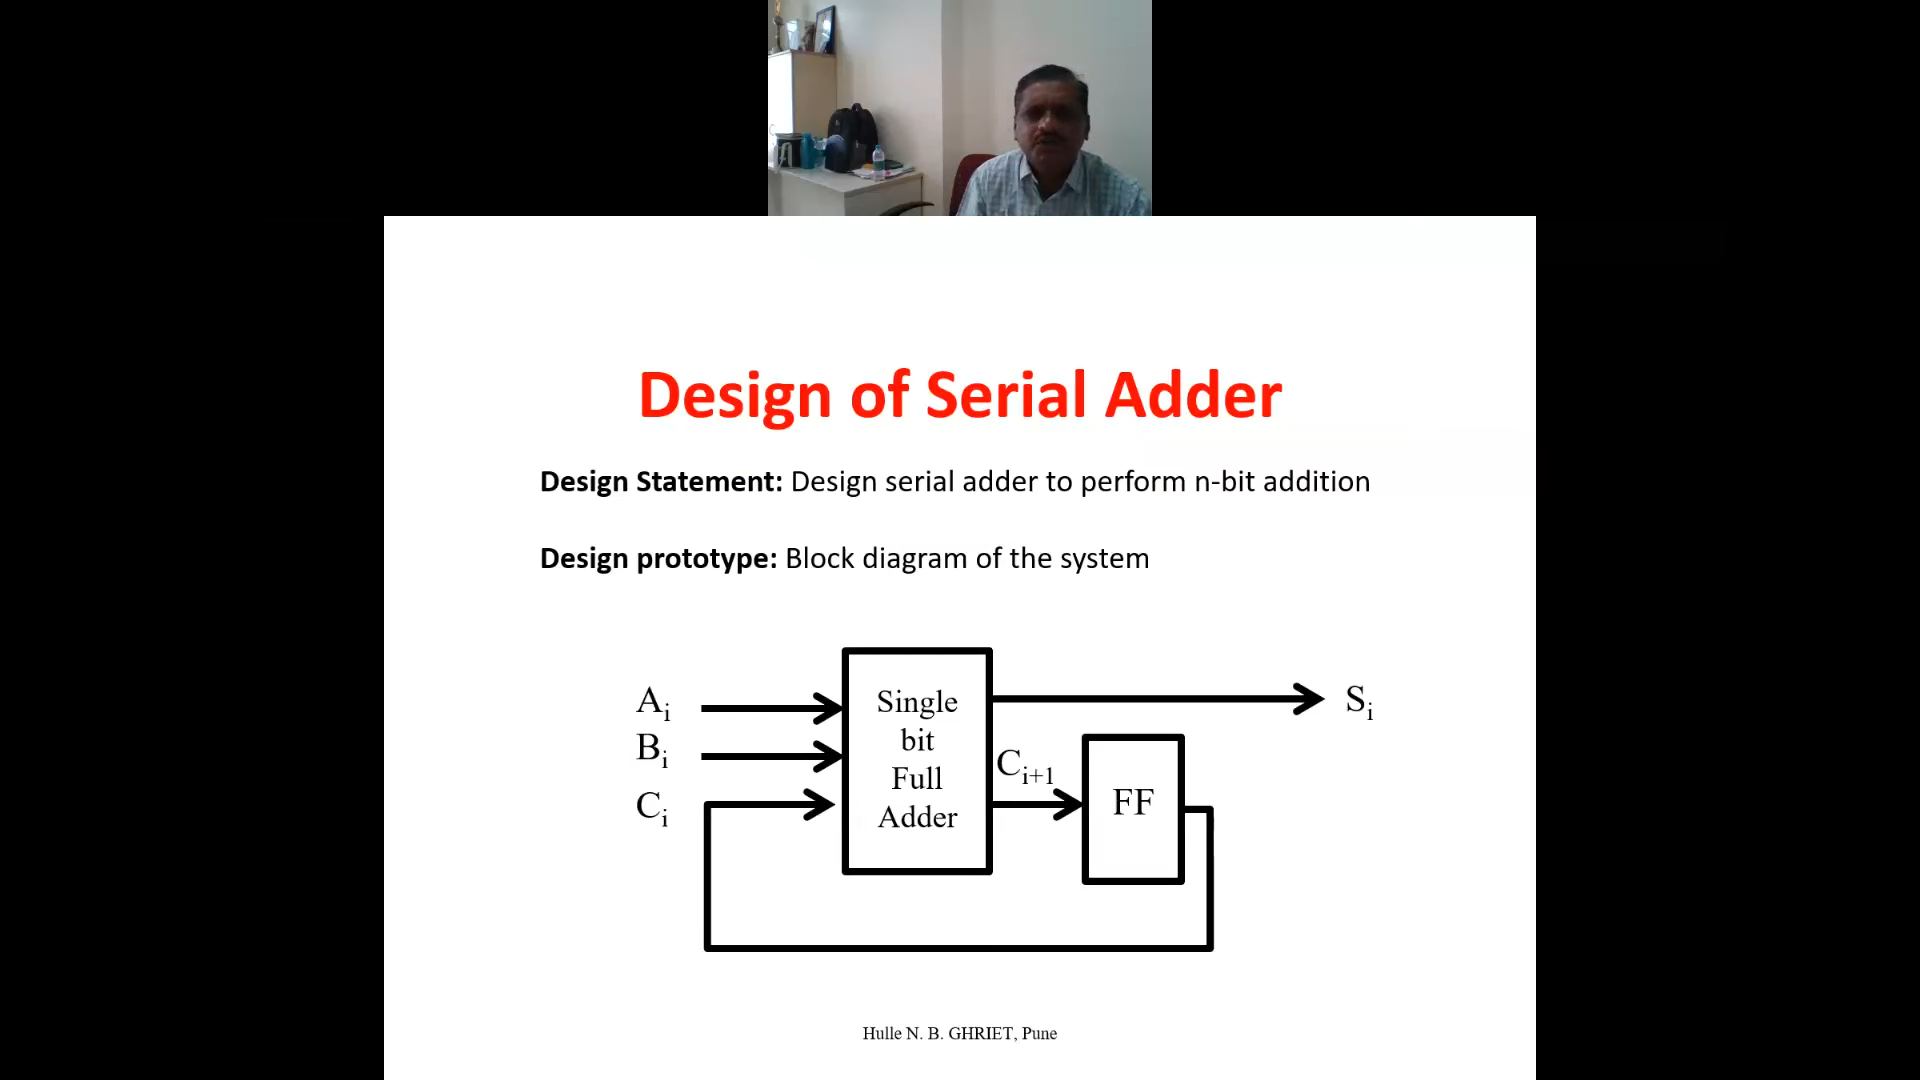 Design of Serial Adder
Design Statement: Design serial adder to perform n-bit addition
Design prototype: Block diagram of the system
Aᵢ
Bᵢ
Cᵢ
Single
bit
Full
Adder
Cᵢ₊₁
FF
Sᵢ
Hulle N. B. GHRIET, Pune